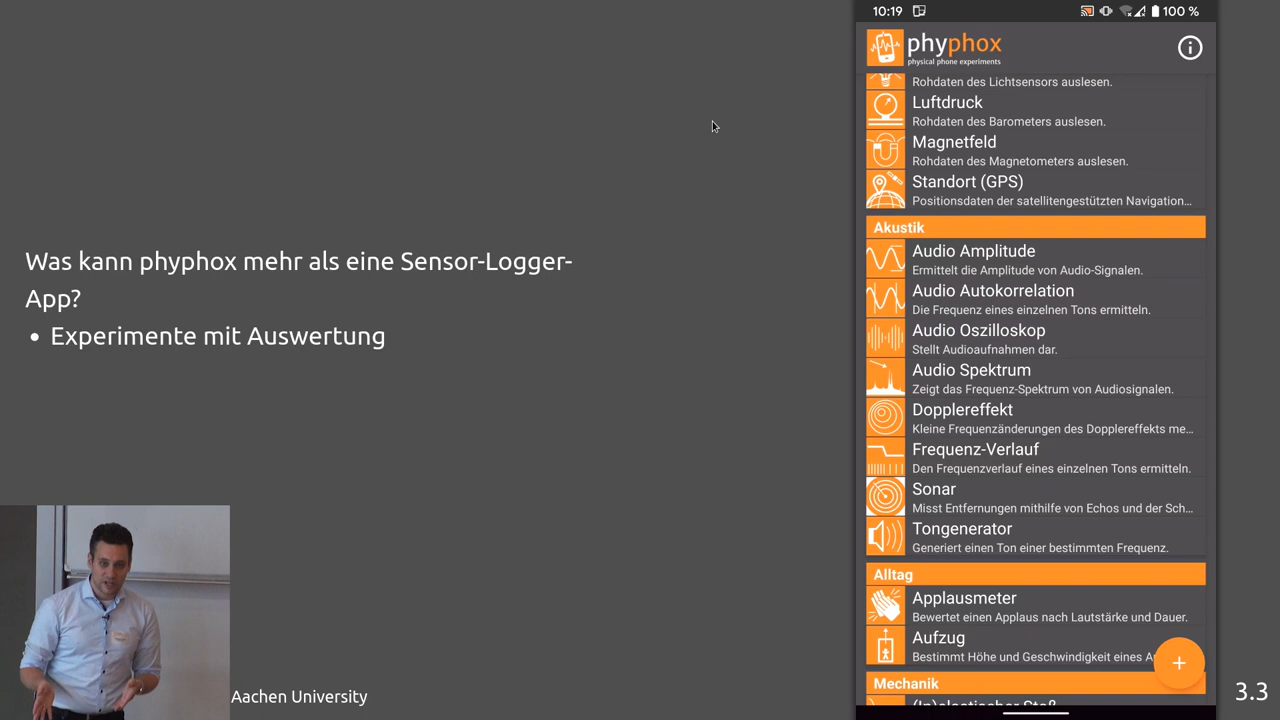 10:19
100 %
phyphox
physical phone experiments
Rohdaten des Lichtsensors auslesen.
Luftdruck
Rohdaten des Barometers auslesen.
Magnetfeld
Rohdaten des Magnetometers auslesen.
Standort (GPS)
Positionsdaten der satellitengestützten Navigation...
Akustik
Audio Amplitude
Ermittelt die Amplitude von Audio-Signalen.
Audio Autokorrelation
Die Frequenz eines einzelnen Tons ermitteln.
Audio Oszilloskop
Stellt Audioaufnahmen dar.
Audio Spektrum
Zeigt das Frequenz-Spektrum von Audiosignalen.
Dopplereffekt
Kleine Frequenzänderungen des Dopplereffekts me...
Frequenz-Verlauf
Den Frequenzverlauf eines einzelnen Tons ermitteln.
Sonar
Misst Entfernungen mithilfe von Echos und der Sch...
Tongenerator
Generiert einen Ton einer bestimmten Frequenz.
Alltag
Applausmeter
Bewertet einen Applaus nach Lautstärke und Dauer.
Aufzug
Bestimmt Höhe und Geschwindigkeit eines A
+
Mechanik
(In)elastischer Stoß
Was kann phyphox mehr als eine Sensor-Logger-
App?
• Experimente mit Auswertung
Aachen University
3.3